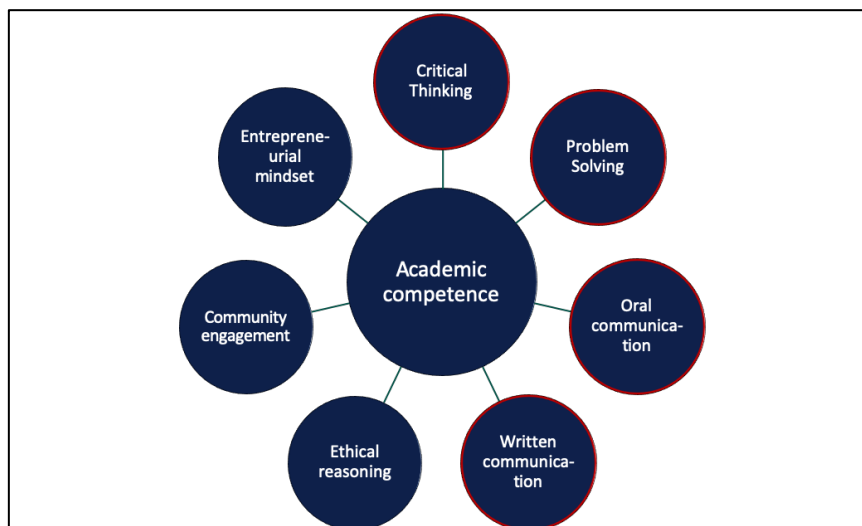 Critical
Thinking
Problem
Solving
Oral
communica-
tion
Written
communica-
tion
Ethical
reasoning
Community
engagement
Entreprene-
urial
mindset
Academic
competence